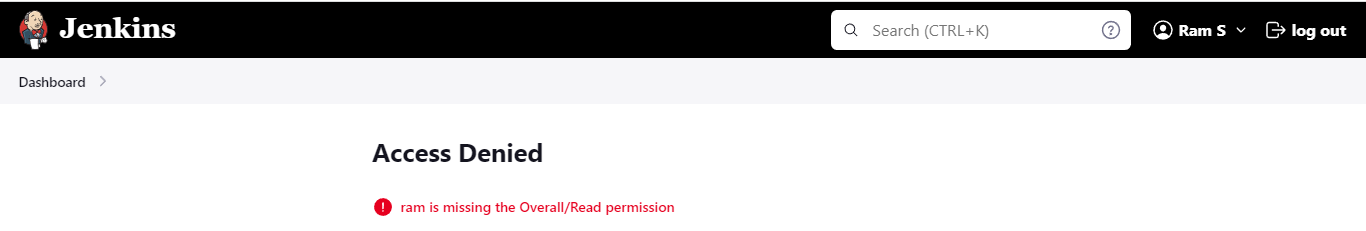 Jenkins
Search (CTRL+K)
?
Ram S
log out
Dashboard
Access Denied
! ram is missing the Overall/Read permission